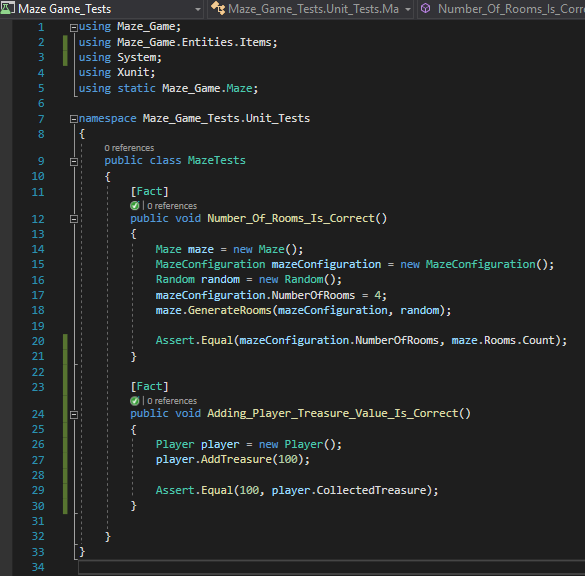 Maze Game_Tests Maze_Game_Tests.Unit_Tests.Ma Number_Of_Rooms_Is_Corre
1 using Maze_Game;
2 using Maze_Game.Entities.Items;
3 using System;
4 using Xunit;
5 using static Maze_Game.Maze;
6
7 namespace Maze_Game_Tests.Unit_Tests
8 {
0 references
9 public class MazeTests
10 {
11 [Fact]
0 references
12 public void Number_Of_Rooms_Is_Correct()
13 {
14 Maze maze = new Maze();
15 MazeConfiguration mazeConfiguration = new MazeConfiguration();
16 Random random = new Random();
17 mazeConfiguration.NumberOfRooms = 4;
18 maze.GenerateRooms(mazeConfiguration, random);
19
20 Assert.Equal(mazeConfiguration.NumberOfRooms, maze.Rooms.Count);
21 }
22
23 [Fact]
0 references
24 public void Adding_Player_Treasure_Value_Is_Correct()
25 {
26 Player player = new Player();
27 player.AddTreasure(100);
28
29 Assert.Equal(100, player.CollectedTreasure);
30 }
31
32 }
33 }
34